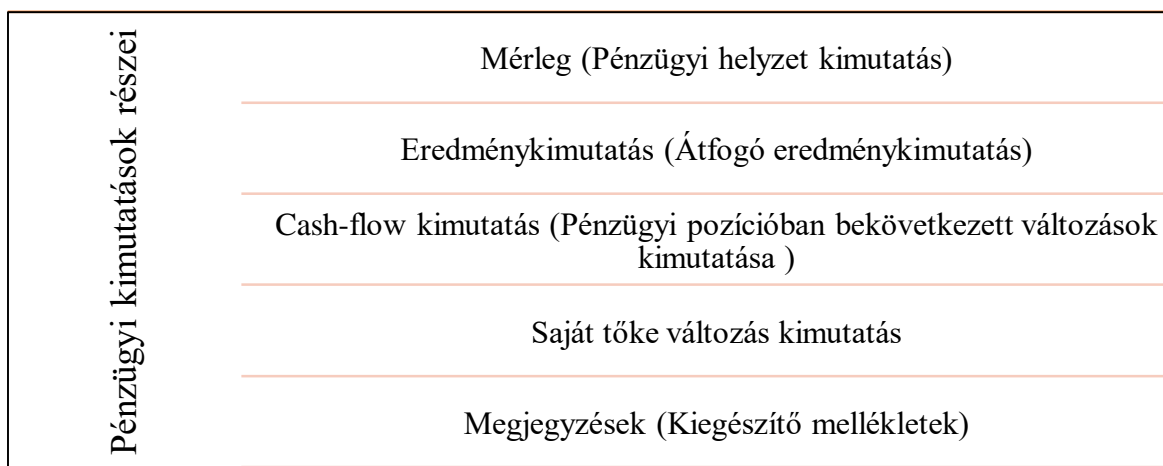 Pénzügyi kimutatások részei
Mérleg (Pénzügyi helyzet kimutatás)
Eredménykimutatás (Átfogó eredménykimutatás)
Cash-flow kimutatás (Pénzügyi pozícióban bekövetkezett változások
kimutatása )
Saját tőke változás kimutatás
Megjegyzések (Kiegészítő mellékletek)